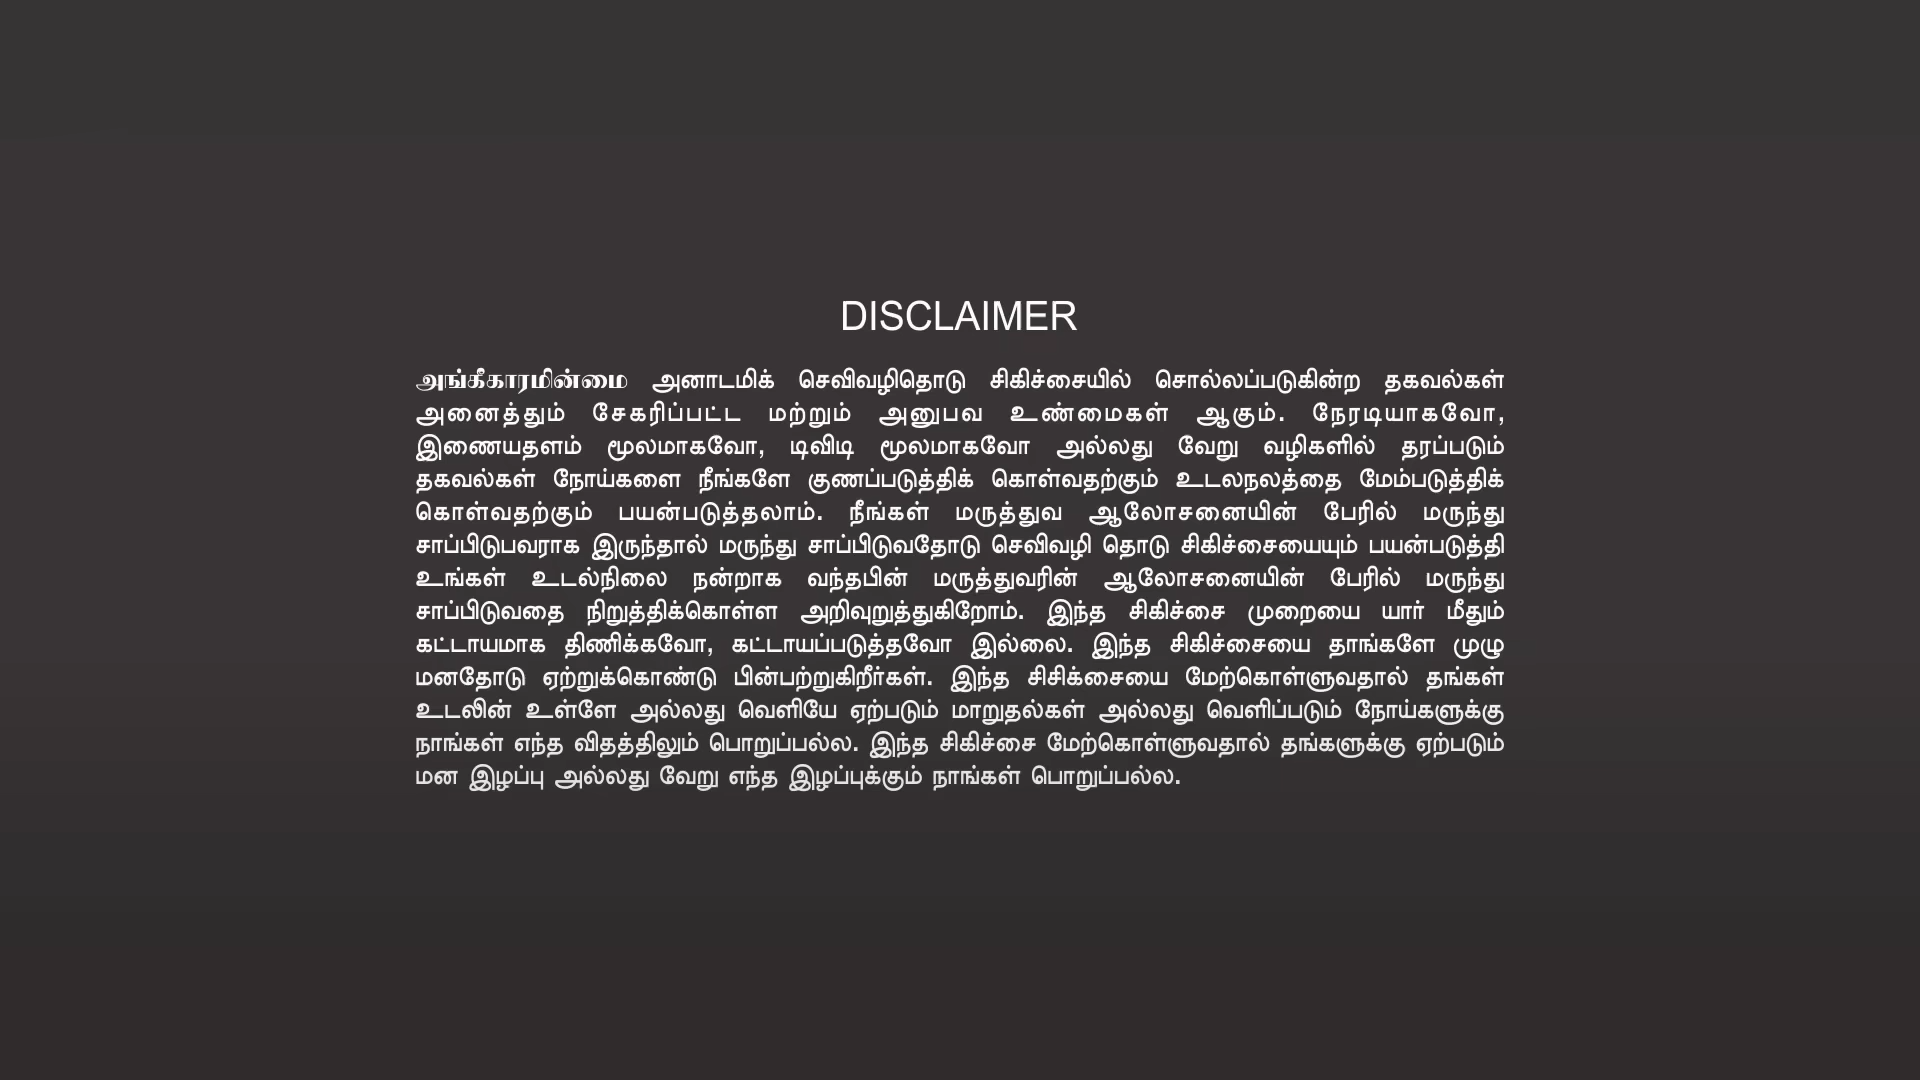 DISCLAIMER
அங்கீகாரமின்மை அனாடமிக் செவிவழிதொடு சிகிச்சையில் சொல்லப்படுகின்ற தகவல்கள்
அனைத்தும் சேகரிப்பட்ட மற்றும் அனுபவ உண்மைகள் ஆகும். நேரடியாகவோ,
இணையதளம் மூலமாகவோ, டிவிடி மூலமாகவோ அல்லது வேறு வழிகளில் தரப்படும்
தகவல்கள் நோய்களை நீங்களே குணப்படுத்திக் கொள்வதற்கும் உடலநலத்தை மேம்படுத்திக்
கொள்வதற்கும் பயன்படுத்தலாம். நீங்கள் மருத்துவ ஆலோசனையின் பேரில் மருந்து
சாப்பிடுபவராக இருந்தால் மருந்து சாப்பிடுவதோடு செவிவழி தொடு சிகிச்சையையும் பயன்படுத்தி
உங்கள் உடல்நிலை நன்றாக வந்தபின் மருத்துவரின் ஆலோசனையின் பேரில் மருந்து
சாப்பிடுவதை நிறுத்திக்கொள்ள அறிவுறுத்துகிறோம். இந்த சிகிச்சை முறையை யார் மீதும்
கட்டாயமாக திணிக்கவோ, கட்டாயப்படுத்தவோ இல்லை. இந்த சிகிச்சையை தாங்களே முழு
மனதோடு ஏற்றுக்கொண்டு பின்பற்றுகிறீர்கள். இந்த சிசிக்சையை மேற்கொள்ளுவதால் தங்கள்
உடலின் உள்ளே அல்லது வெளியே ஏற்படும் மாறுதல்கள் அல்லது வெளிப்படும் நோய்களுக்கு
நாங்கள் எந்த விதத்திலும் பொறுப்பல்ல. இந்த சிகிச்சை மேற்கொள்ளுவதால் தங்களுக்கு ஏற்படும்
மன இழப்பு அல்லது வேறு எந்த இழப்புக்கும் நாங்கள் பொறுப்பல்ல.